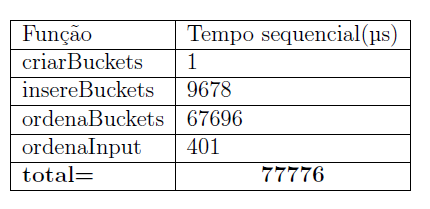 Função Tempo sequencial(µs)
criarBuckets 1
insereBuckets 9678
ordenaBuckets 67696
ordenaInput 401
total= 77776